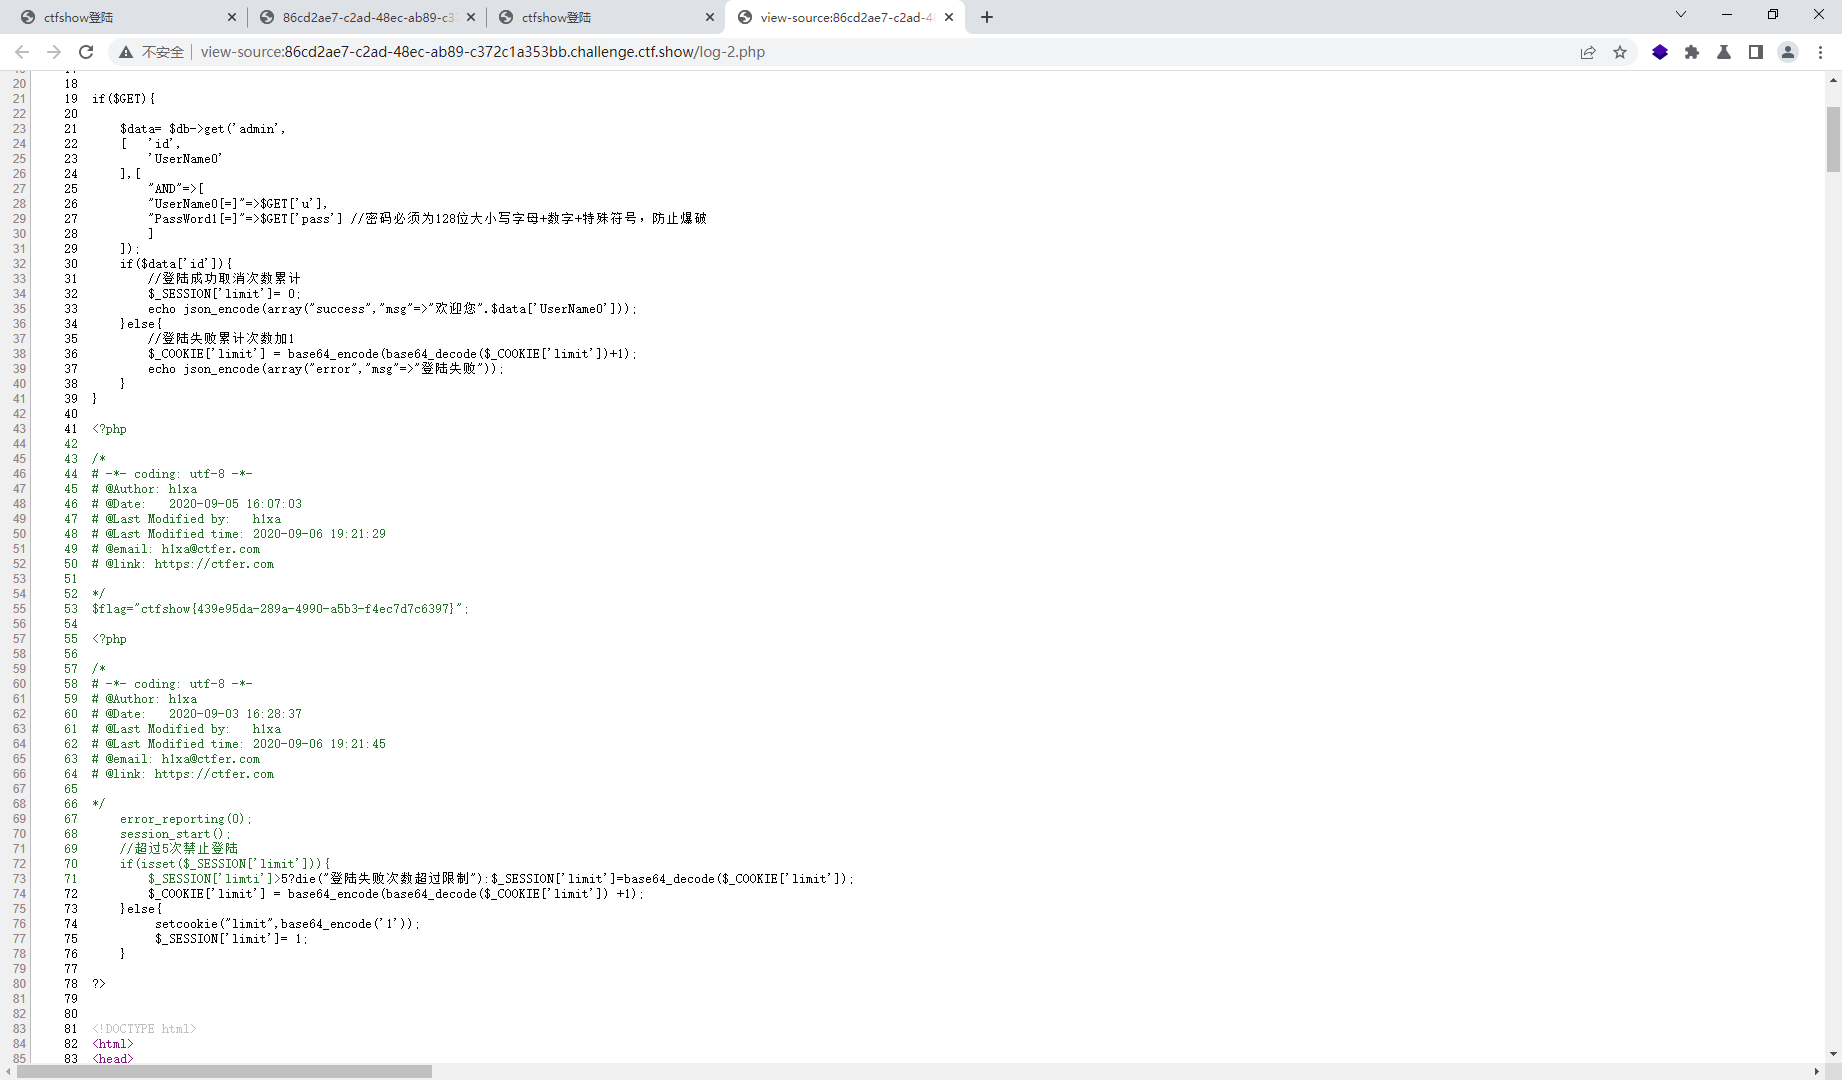 ctfshow登陆
86cd2ae7-c2ad-48ec-ab89-c37
ctfshow登陆
view-source:86cd2ae7-c2ad-4
不安全
view-source:86cd2ae7-c2ad-48ec-ab89-c372c1a353bb.challenge.ctf.show/log-2.php
20 18
21 19 if($GET){
22 20
23 21 $data= $db->get('admin',
24 22 [ 'id',
25 23 'UserName0'
26 24 ],[
27 25 "AND"=>[
28 26 "UserName0[=]"=>$GET['u'],
29 27 "PassWord1[=]"=>$GET['pass'] //密码必须为128位大小写字母+数字+特殊符号，防止爆破
30 28 ]
31 29 ]);
32 30 if($data['id']){
33 31 //登陆成功取消次数累计
34 32 $_SESSION['limit']= 0;
35 33 echo json_encode(array("success","msg"=>"欢迎您".$data['UserName0']));
36 34 }else{
37 35 //登陆失败累计次数加1
38 36 $_COOKIE['limit'] = base64_encode(base64_decode($_COOKIE['limit'])+1);
39 37 echo json_encode(array("error","msg"=>"登陆失败"));
40 38 }
41 39 }
42 40
43 41 <?php
44 42
45 43 /*
46 44 # -*- coding: utf-8 -*-
47 45 # @Author: h1xa
48 46 # @Date:   2020-09-05 16:07:03
49 47 # @Last Modified by:   h1xa
50 48 # @Last Modified time: 2020-09-06 19:21:29
51 49 # @email: h1xa@ctfer.com
52 50 # @link: https://ctfer.com
53 51
54 52 */
55 53 $flag="ctfshow{439e95da-289a-4990-a5b3-f4ec7d7c6397}";
56 54
57 55 <?php
58 56
59 57 /*
60 58 # -*- coding: utf-8 -*-
61 59 # @Author: h1xa
62 60 # @Date:   2020-09-03 16:28:37
63 61 # @Last Modified by:   h1xa
64 62 # @Last Modified time: 2020-09-06 19:21:45
65 63 # @email: h1xa@ctfer.com
66 64 # @link: https://ctfer.com
67 65
68 66 */
69 67 error_reporting(0);
70 68 session_start();
71 69 //超过5次禁止登陆
72 70 if(isset($_SESSION['limit'])){
73 71 $_SESSION['limti']>5?die("登陆失败次数超过限制"):$_SESSION['limit']=base64_decode($_COOKIE['limit']);
74 72 $_COOKIE['limit'] = base64_encode(base64_decode($_COOKIE['limit']) +1);
75 73 }else{
76 74 setcookie("limit",base64_encode('1'));
77 75 $_SESSION['limit']= 1;
78 76 }
79 77
80 78 ?>
81 79
82 80
83 81 <!DOCTYPE html>
84 82 <html>
85 83 <head>